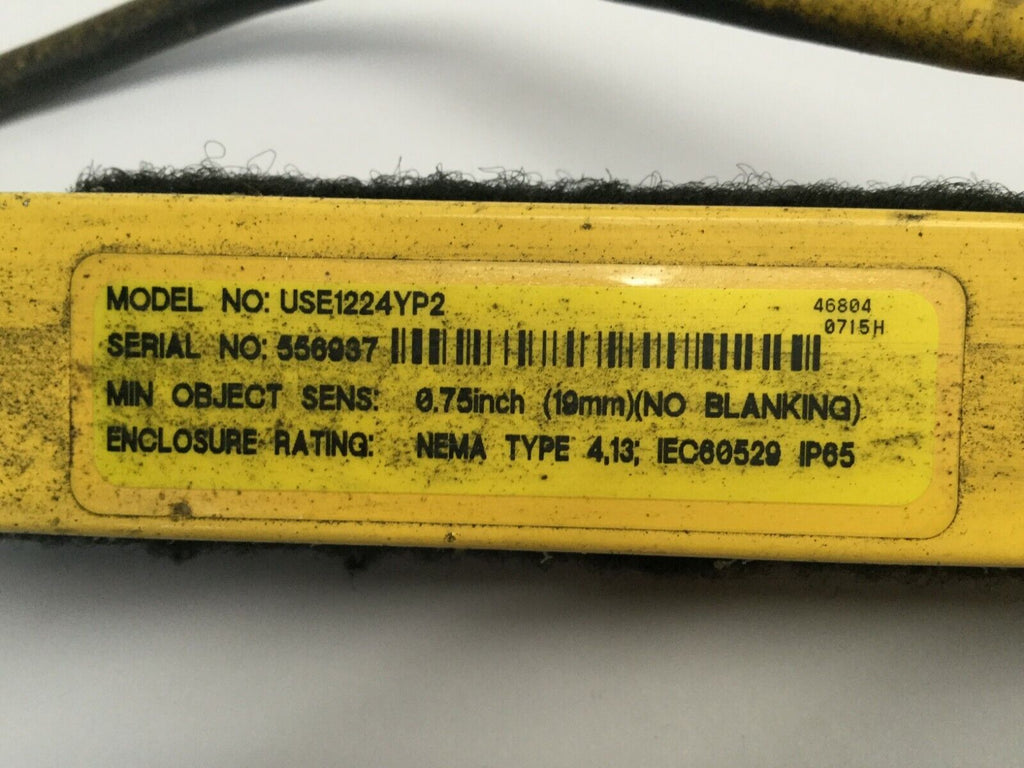 MODEL NO: USE1224YP2
46804
0715H
SERIAL NO: 556937
MIN OBJECT SENS: 0.75inch (19mm)(NO BLANKING)
ENCLOSURE RATING: NEMA TYPE 4,13; IEC60529 IP65